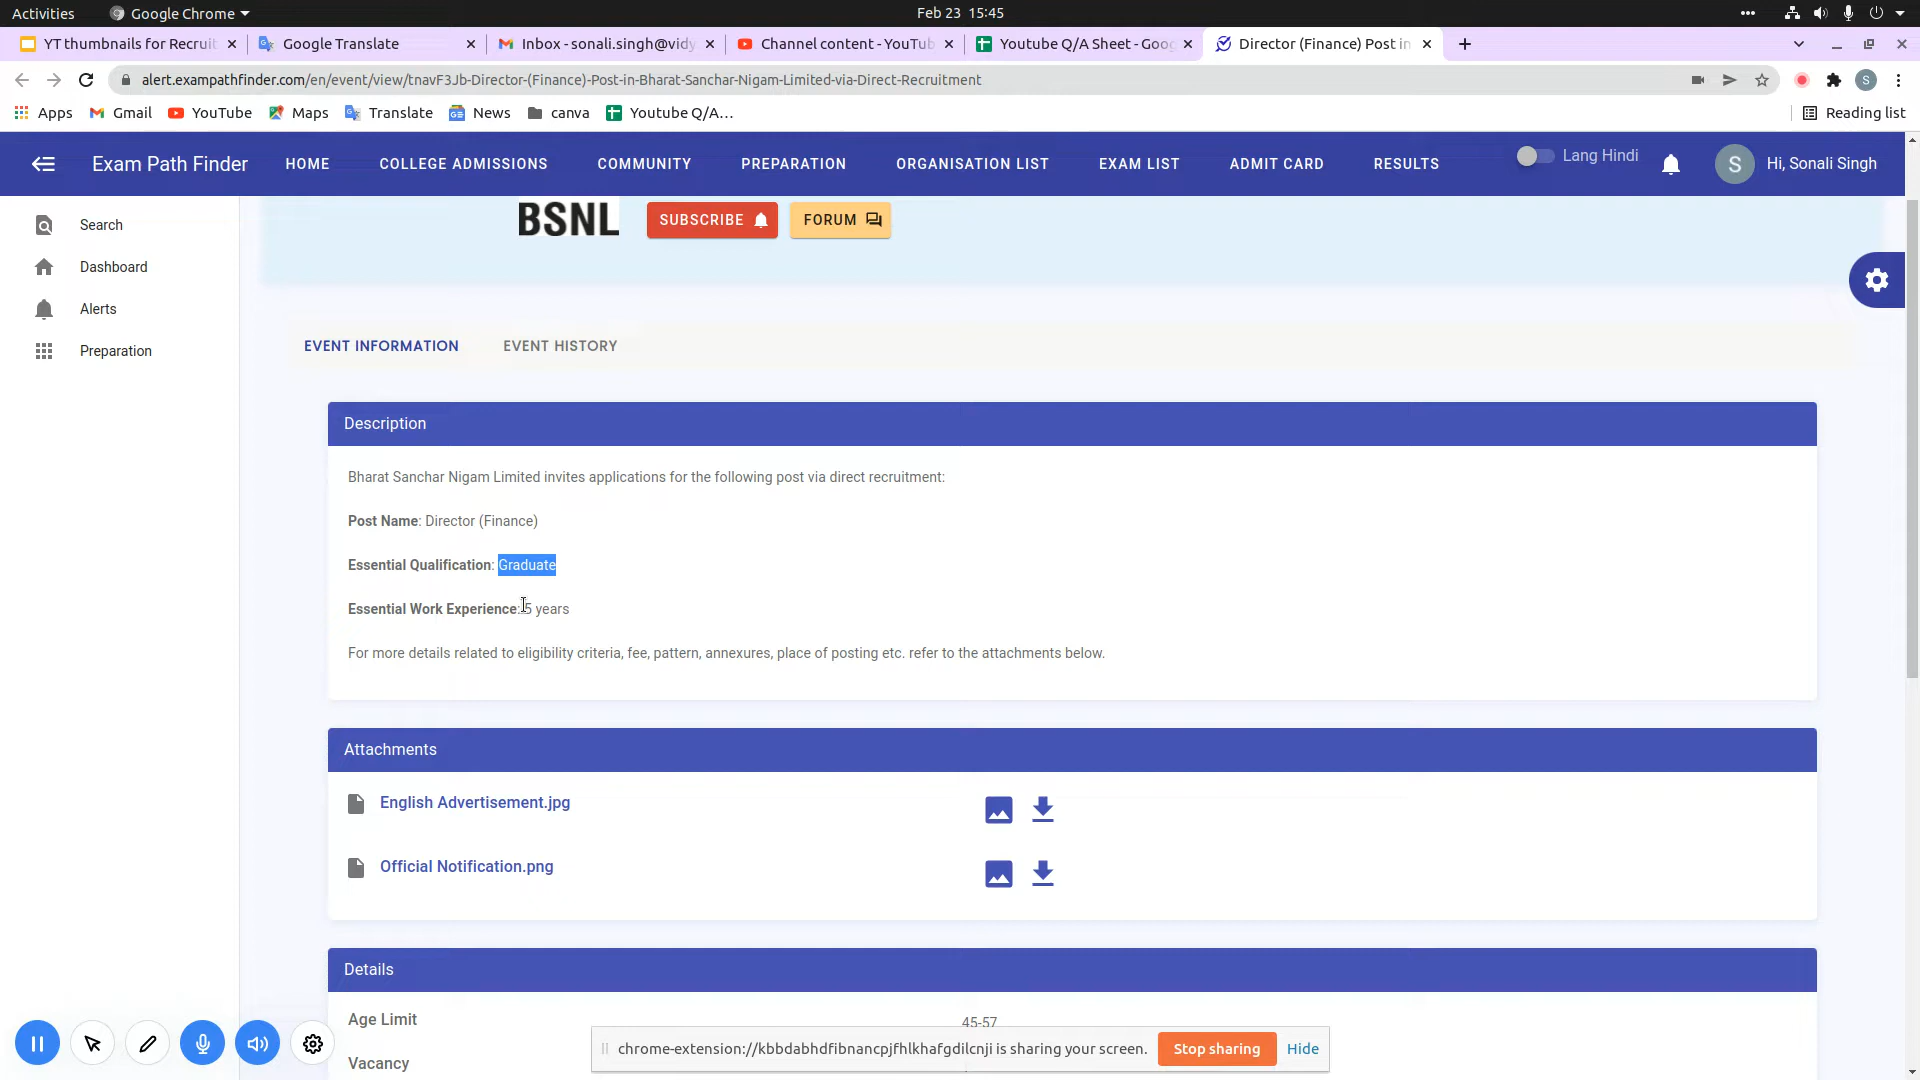 Activities Google Chrome Feb 23 15:45
YT thumbnails for Recruit Google Translate Inbox - sonali.singh@vidy Channel content - YouTub Youtube Q/A Sheet - Goog Director (Finance) Post in
alert.exampathfinder.com/en/event/view/tnavF3Jb-Director-(Finance)-Post-in-Bharat-Sanchar-Nigam-Limited-via-Direct-Recruitment S
Apps Gmail YouTube Maps Translate News canva Youtube Q/A... Reading list
Exam Path Finder HOME COLLEGE ADMISSIONS COMMUNITY PREPARATION ORGANISATION LIST EXAM LIST ADMIT CARD RESULTS Lang Hindi S Hi, Sonali Singh
BSNL SUBSCRIBE FORUM
Search
Dashboard
Alerts
Preparation
EVENT INFORMATION EVENT HISTORY
Description
Bharat Sanchar Nigam Limited invites applications for the following post via direct recruitment:
Post Name: Director (Finance)
Essential Qualification: Graduate
Essential Work Experience: 5 years
For more details related to eligibility criteria, fee, pattern, annexures, place of posting etc. refer to the attachments below.
Attachments
English Advertisement.jpg
Official Notification.png
Details
Age Limit 45-57
Vacancy
chrome-extension://kbbdabhdfibnancpjfhlkhafgdilcnji is sharing your screen. Stop sharing Hide